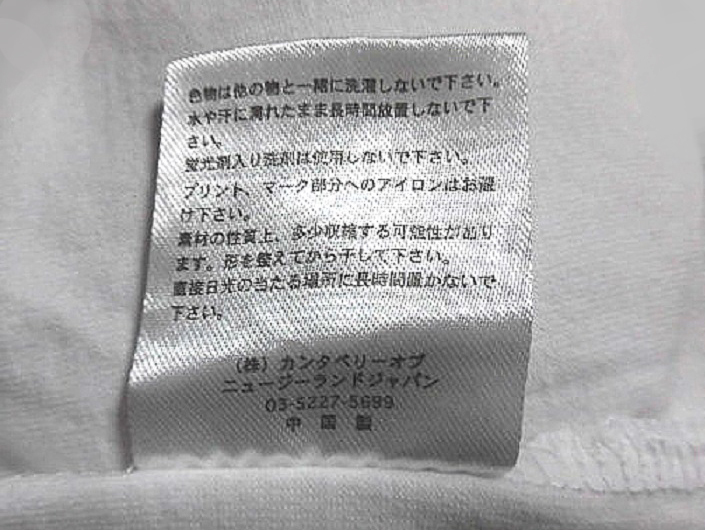 色物は他の物と一緒に洗濯しないで下さい。
水や汗に濡れたまま長時間放置しないで下
さい。
蛍光剤入り洗剤は使用しないで下さい。
プリント、マーク部分へのアイロンはお避
け下さい。
素材の性質上、多少収縮する可能性が有り
ます。形を整えてから干して下さい。
直接日光の当たる場所に長時間置かないで
下さい。
(株)カンタベリーオブ
ニュージーランドジャパン
03-5227-5699
中国製